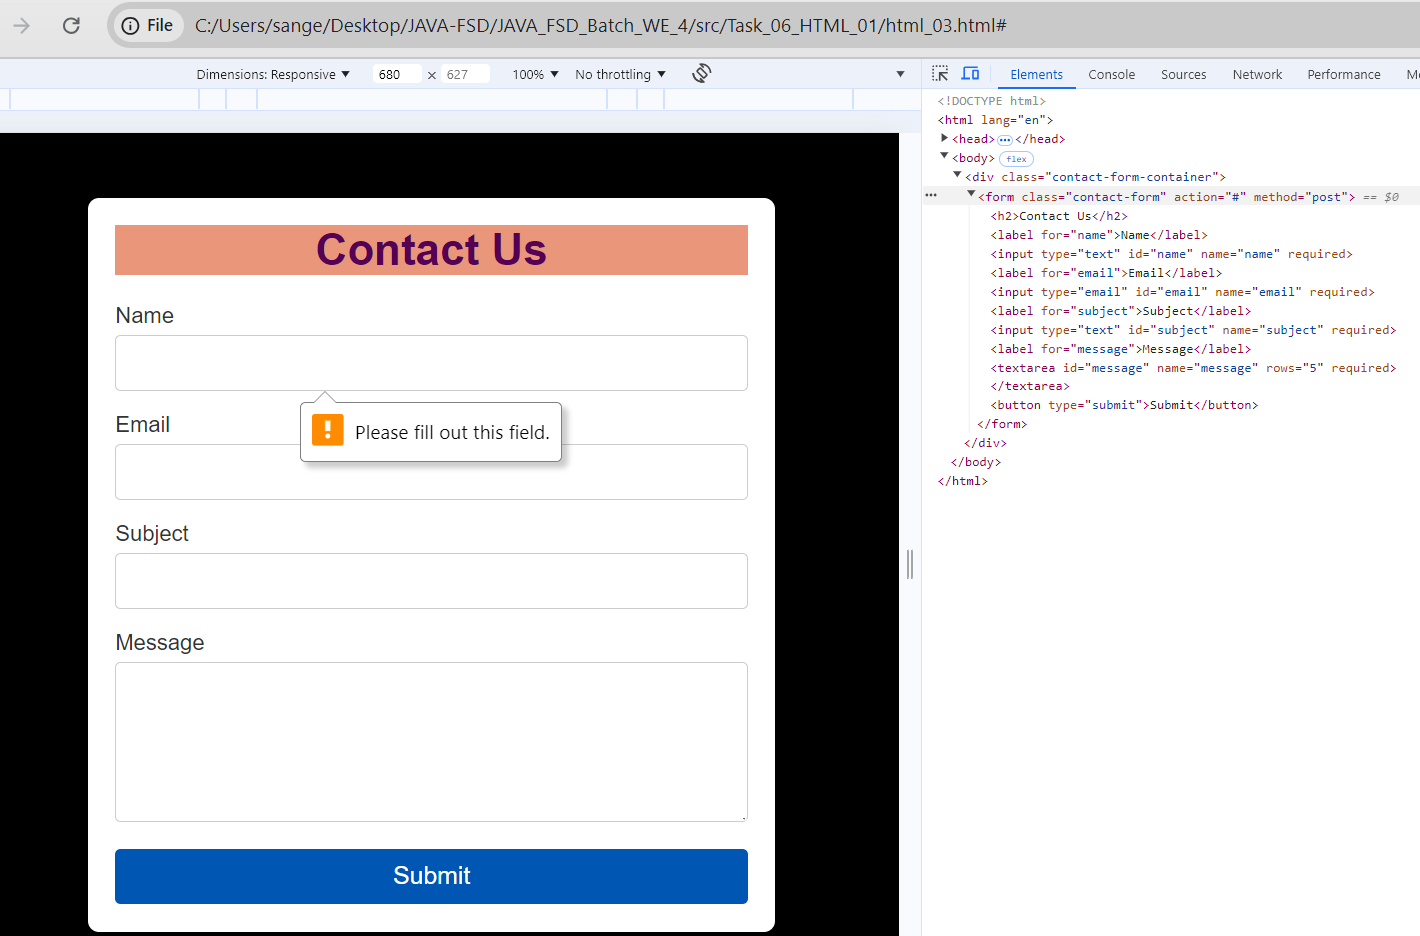 File C:/Users/sange/Desktop/JAVA-FSD/JAVA_FSD_Batch_WE_4/src/Task_06_HTML_01/html_03.html#
Dimensions: Responsive 680 × 627 100% No throttling
Elements Console Sources Network Performance
Contact Us
Name
Please fill out this field.
Email
Subject
Message
Submit
<!DOCTYPE html>
<html lang="en">
<head> ••• </head>
<body> flex
<div class="contact-form-container">
••• <form class="contact-form" action="#" method="post"> == $0
<h2>Contact Us</h2>
<label for="name">Name</label>
<input type="text" id="name" name="name" required>
<label for="email">Email</label>
<input type="email" id="email" name="email" required>
<label for="subject">Subject</label>
<input type="text" id="subject" name="subject" required>
<label for="message">Message</label>
<textarea id="message" name="message" rows="5" required>
</textarea>
<button type="submit">Submit</button>
</form>
</div>
</body>
</html>